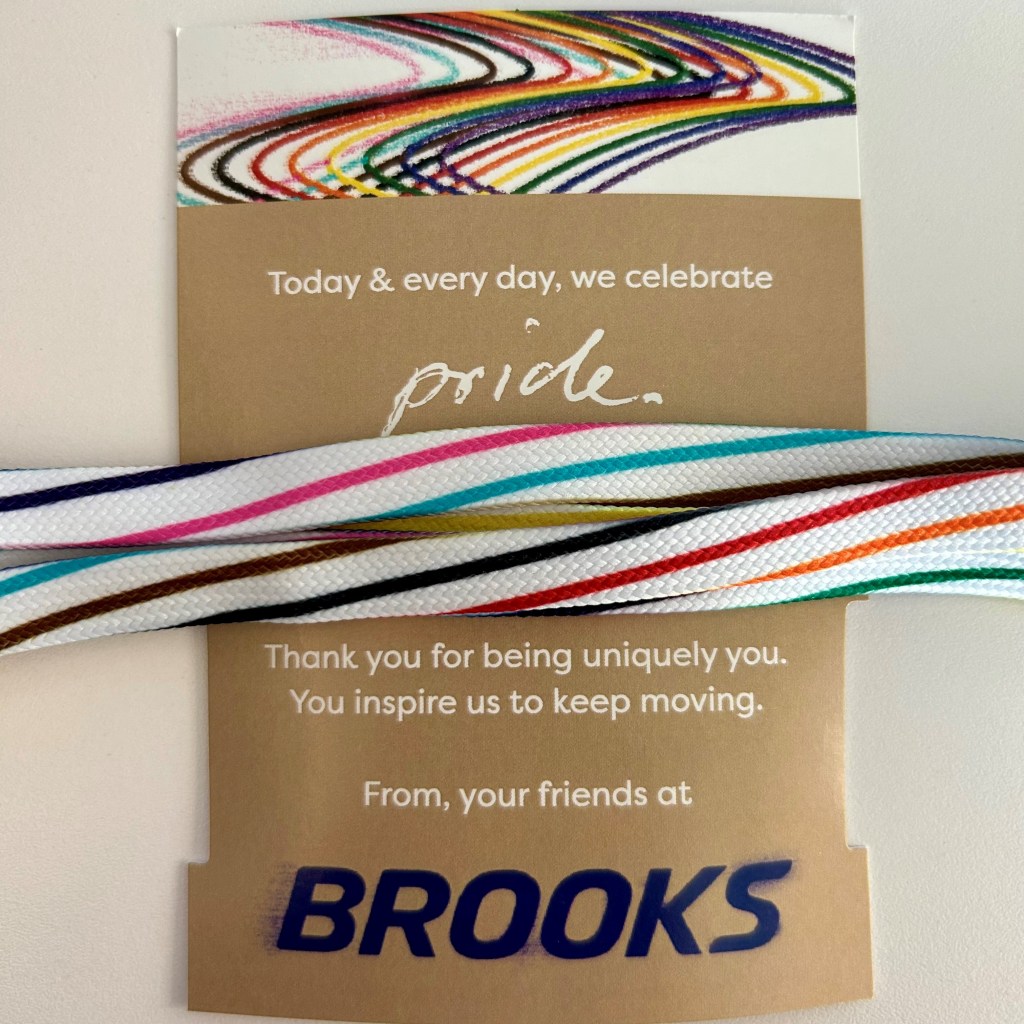 Today & every day, we celebrate
pride.
Thank you for being uniquely you.
You inspire us to keep moving.
From, your friends at
BROOKS